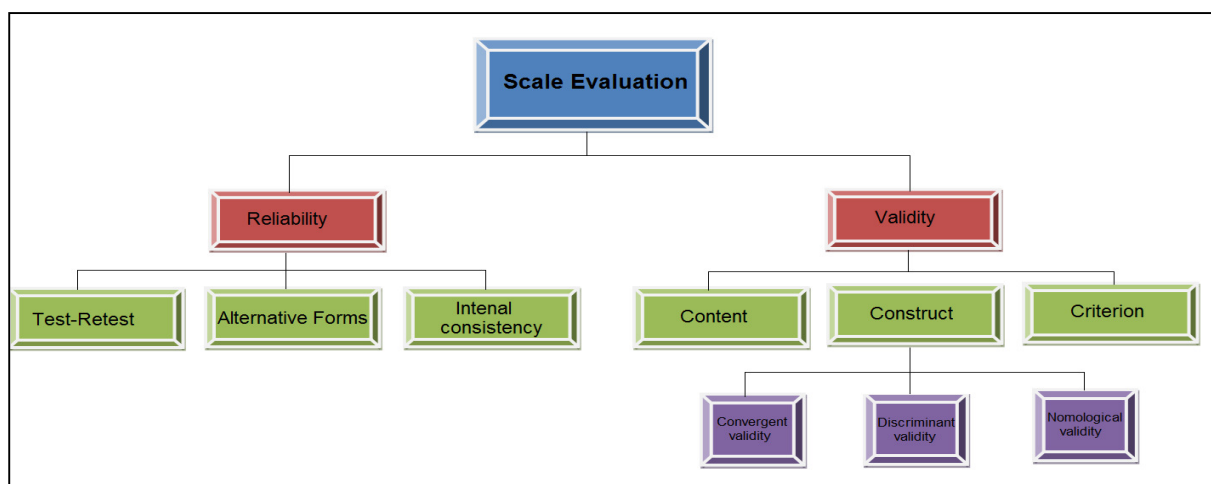 Scale Evaluation
Reliability
Validity
Test-Retest
Alternative Forms
Intenal
consistency
Content
Construct
Criterion
Convergent
validity
Discriminant
validity
Nomological
validity